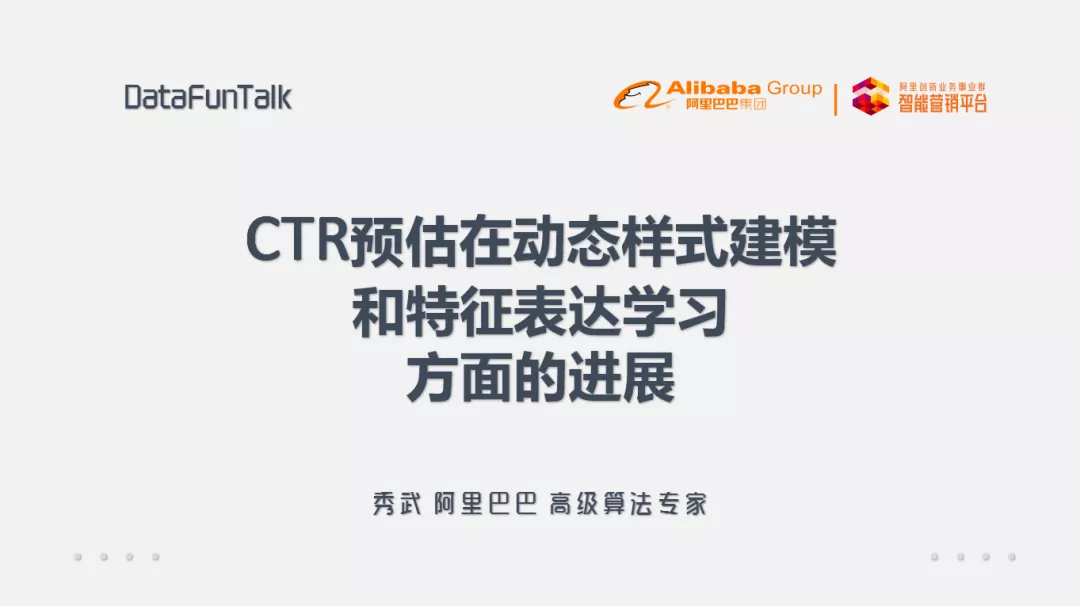 DataFunTalk
Alibaba Group
阿里巴巴集团
阿里创新业务事业群
智能营销平台
CTR预估在动态样式建模
和特征表达学习
方面的进展
秀武 阿里巴巴 高级算法专家